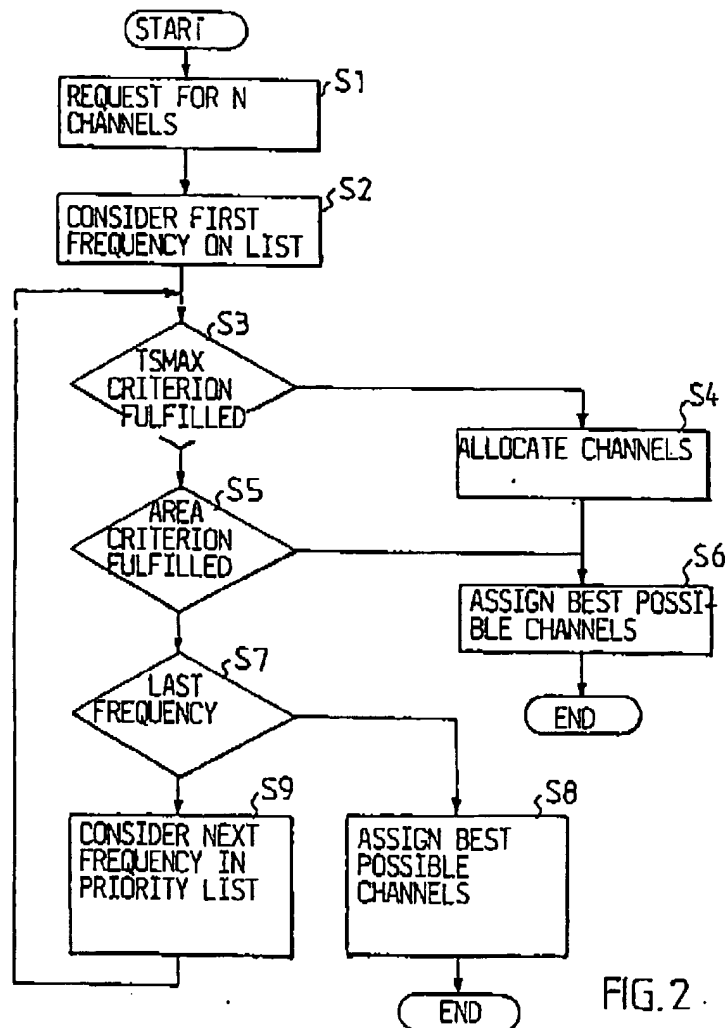 START
S1
REQUEST FOR N
CHANNELS
S2
CONSIDER FIRST
FREQUENCY ON LIST
S3
TSMAX
CRITERION
FULFILLED
S4
ALLOCATE CHANNELS
S5
AREA
CRITERION
FULFILLED
S6
ASSIGN BEST POSSI-
BLE CHANNELS
END
S7
LAST
FREQUENCY
S9
CONSIDER NEXT
FREQUENCY IN
PRIORITY LIST
S8
ASSIGN BEST
POSSIBLE
CHANNELS
END
FIG.2